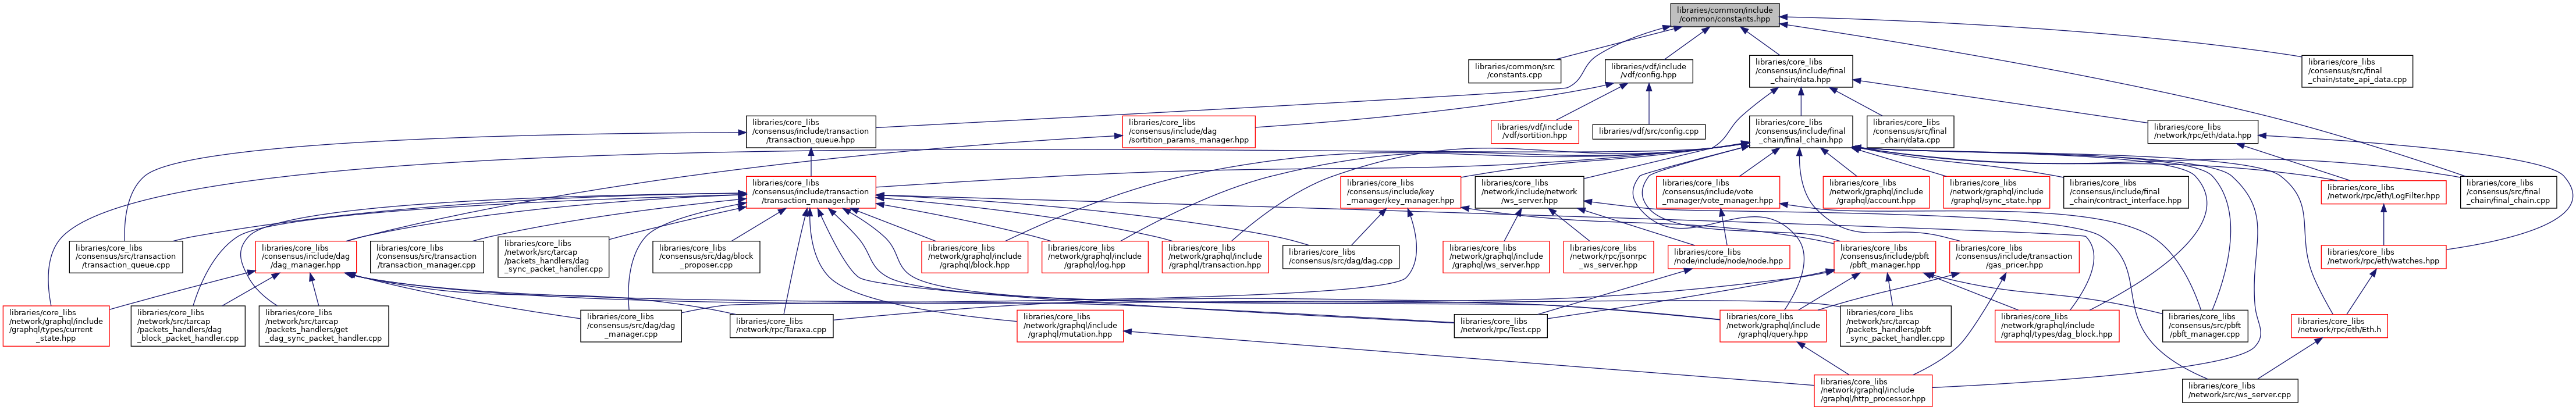 libraries/common/include
/common/constants.hpp
libraries/common/src
/constants.cpp
libraries/vdf/include
/vdf/config.hpp
libraries/core_libs
/consensus/include/final
_chain/data.hpp
libraries/core_libs
/consensus/src/final
_chain/state_api_data.cpp
libraries/core_libs
/consensus/include/transaction
/transaction_queue.hpp
libraries/core_libs
/consensus/include/dag
/sortition_params_manager.hpp
libraries/vdf/include
/vdf/sortition.hpp
libraries/vdf/src/config.cpp
libraries/core_libs
/consensus/include/final
_chain/final_chain.hpp
libraries/core_libs
/consensus/src/final
_chain/data.cpp
libraries/core_libs
/network/rpc/eth/data.hpp
libraries/core_libs
/consensus/include/transaction
/transaction_manager.hpp
libraries/core_libs
/consensus/include/key
_manager/key_manager.hpp
libraries/core_libs
/network/include/network
/ws_server.hpp
libraries/core_libs
/consensus/include/vote
_manager/vote_manager.hpp
libraries/core_libs
/network/graphql/include
/graphql/account.hpp
libraries/core_libs
/network/graphql/include
/graphql/sync_state.hpp
libraries/core_libs
/consensus/include/final
_chain/contract_interface.hpp
libraries/core_libs
/network/rpc/eth/LogFilter.hpp
libraries/core_libs
/consensus/src/final
_chain/final_chain.cpp
libraries/core_libs
/consensus/src/transaction
/transaction_queue.cpp
libraries/core_libs
/consensus/include/dag
/dag_manager.hpp
libraries/core_libs
/consensus/src/transaction
/transaction_manager.cpp
libraries/core_libs
/network/src/tarcap
/packets_handlers/dag
_sync_packet_handler.cpp
libraries/core_libs
/consensus/src/dag/block
_proposer.cpp
libraries/core_libs
/network/graphql/include
/graphql/block.hpp
libraries/core_libs
/network/graphql/include
/graphql/log.hpp
libraries/core_libs
/network/graphql/include
/graphql/transaction.hpp
libraries/core_libs
/consensus/src/dag/dag.cpp
libraries/core_libs
/network/graphql/include
/graphql/ws_server.hpp
libraries/core_libs
/network/rpc/jsonrpc
_ws_server.hpp
libraries/core_libs
/node/include/node/node.hpp
libraries/core_libs
/consensus/include/pbft
/pbft_manager.hpp
libraries/core_libs
/consensus/include/transaction
/gas_pricer.hpp
libraries/core_libs
/network/rpc/eth/watches.hpp
libraries/core_libs
/network/graphql/include
/graphql/types/current
_state.hpp
libraries/core_libs
/network/src/tarcap
/packets_handlers/dag
_block_packet_handler.cpp
libraries/core_libs
/network/src/tarcap
/packets_handlers/get
_dag_sync_packet_handler.cpp
libraries/core_libs
/consensus/src/dag/dag
_manager.cpp
libraries/core_libs
/network/rpc/Taraxa.cpp
libraries/core_libs
/network/graphql/include
/graphql/mutation.hpp
libraries/core_libs
/network/rpc/Test.cpp
libraries/core_libs
/network/graphql/include
/graphql/query.hpp
libraries/core_libs
/network/src/tarcap
/packets_handlers/pbft
_sync_packet_handler.cpp
libraries/core_libs
/network/graphql/include
/graphql/types/dag_block.hpp
libraries/core_libs
/consensus/src/pbft
/pbft_manager.cpp
libraries/core_libs
/network/rpc/eth/Eth.h
libraries/core_libs
/network/graphql/include
/graphql/http_processor.hpp
libraries/core_libs
/network/src/ws_server.cpp